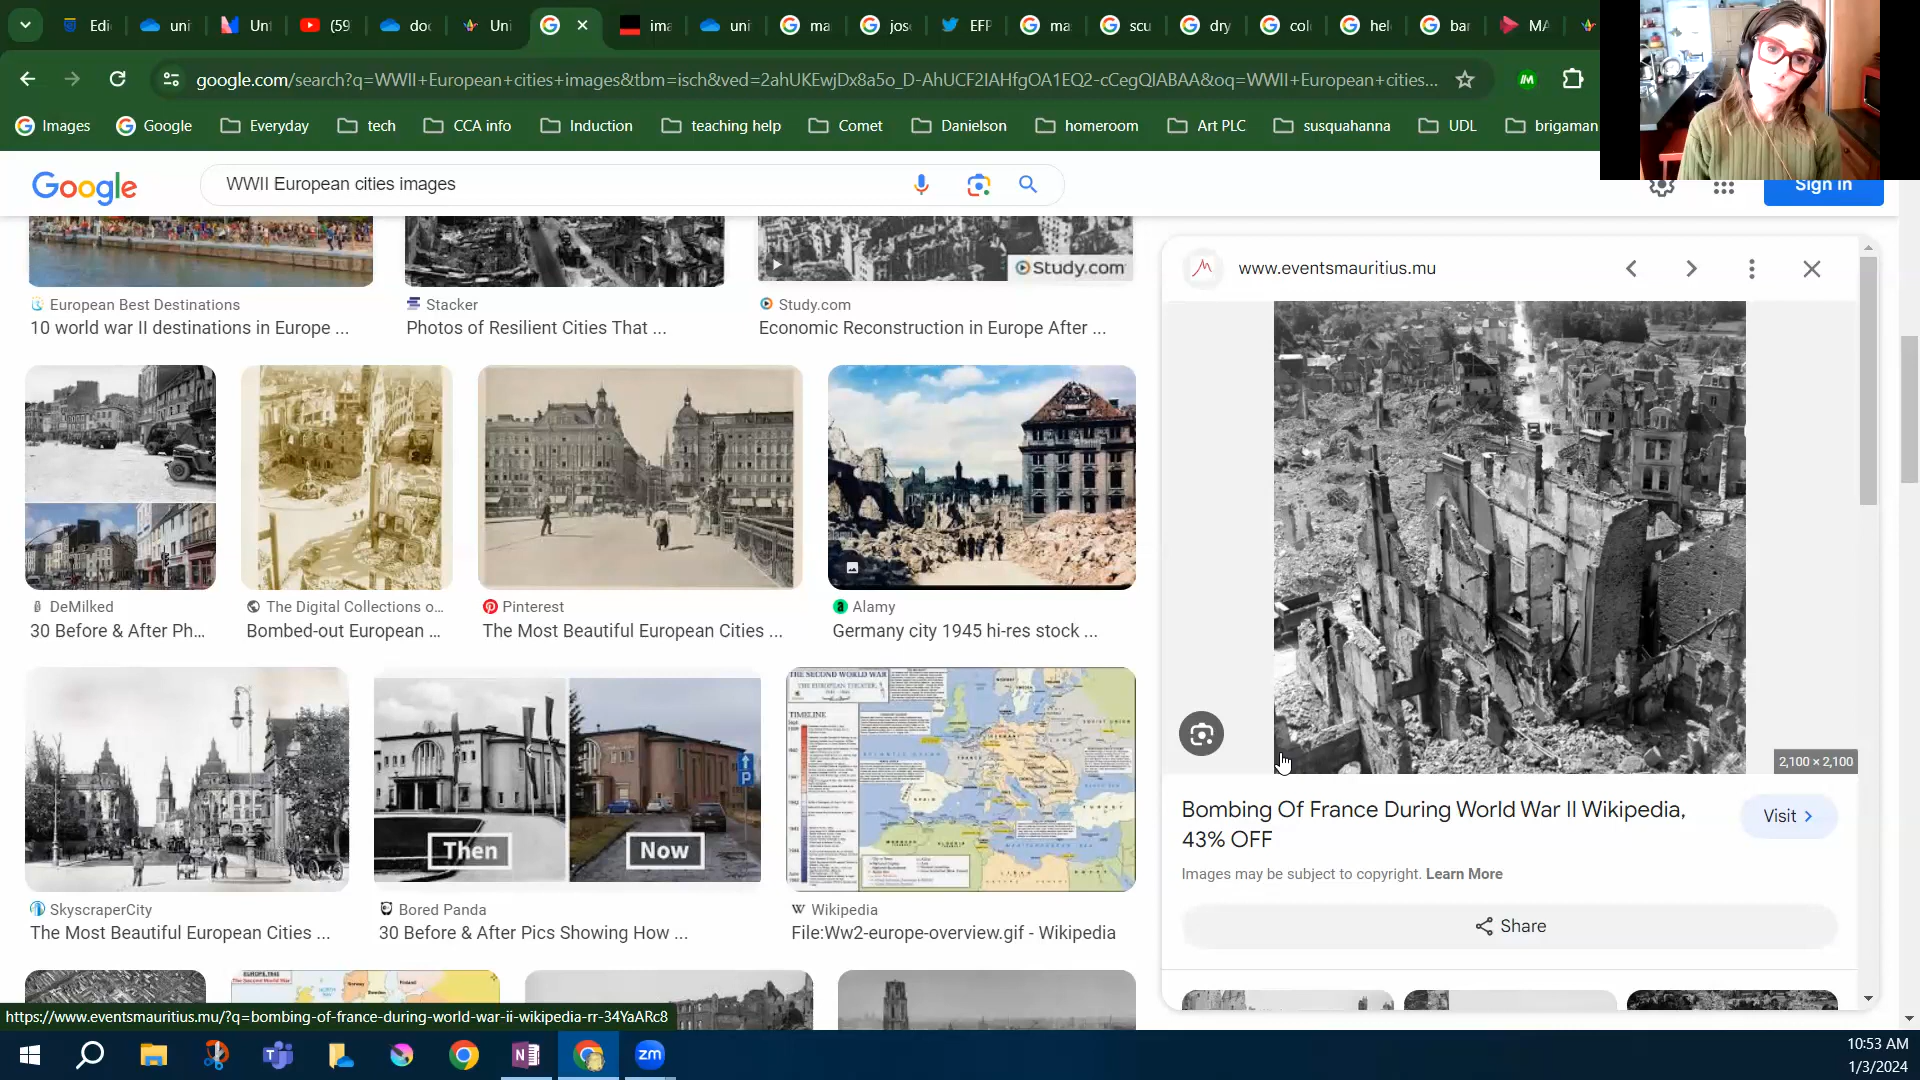 Edi
uni
Unt
(59
doc
Uni
ima
uni
ma
jos
EFP
ma
scu
dry
col
hel
bar
MA
google.com/search?q=WWII+European+cities+images&tbm=isch&ved=2ahUKEwjDx8a5o_D-AhUCF2IAHfgOA1EQ2-cCegQIABAA&oq=WWII+European+cities...
Images
Google
Everyday
tech
CCA info
Induction
teaching help
Comet
Danielson
homeroom
Art PLC
susquahanna
UDL
brigaman
Google
WWII European cities images
Sign in
Study.com
European Best Destinations
10 world war II destinations in Europe ...
Stacker
Photos of Resilient Cities That ...
Study.com
Economic Reconstruction in Europe After ...
DeMilked
30 Before & After Ph...
The Digital Collections o...
Bombed-out European ...
Pinterest
The Most Beautiful European Cities ...
Alamy
Germany city 1945 hi-res stock ...
Then
Now
THE SECOND WORLD WAR
TIMELINE
SkyscraperCity
The Most Beautiful European Cities ...
Bored Panda
30 Before & After Pics Showing How ...
Wikipedia
File:Ww2-europe-overview.gif - Wikipedia
www.eventsmauritius.mu
2,100 × 2,100
Bombing Of France During World War II Wikipedia,
43% OFF
Visit
Images may be subject to copyright. Learn More
Share
https://www.eventsmauritius.mu/?q=bombing-of-france-during-world-war-ii-wikipedia-rr-34YaARc8
zm
10:53 AM
1/3/2024